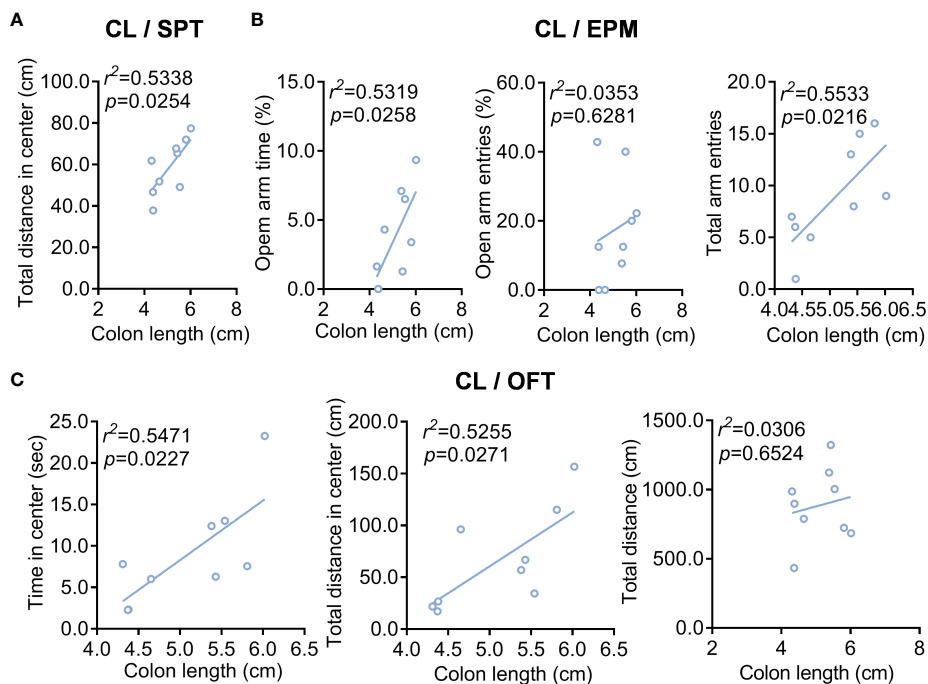 A
CL / SPT
Total distance in center (cm)
100.0
80.0
60.0
40.0
20.0
0.0
r²=0.5338
p=0.0254
2 4 6 8
Colon length (cm)
B
CL / EPM
Opem arm time (%)
15.0
10.0
5.0
0.0
r²=0.5319
p=0.0258
2 4 6 8
Colon length (cm)
Open arm entries (%)
60.0
40.0
20.0
0.0
r²=0.0353
p=0.6281
2 4 6 8
Colon length (cm)
Total arm entries
20.0
15.0
10.0
5.0
0.0
r²=0.5533
p=0.0216
4.04.55.05.56.06.5
Colon length (cm)
C
CL / OFT
Time in center (sec)
25.0
20.0
15.0
10.0
5.0
0.0
r²=0.5471
p=0.0227
4.0 4.5 5.0 5.5 6.0 6.5
Colon length (cm)
Total distance in center (cm)
200.0
150.0
100.0
50.0
0.0
r²=0.5255
p=0.0271
4.0 4.5 5.0 5.5 6.0 6.5
Colon length (cm)
Total distance (cm)
1500.0
1000.0
500.0
0.0
r²=0.0306
p=0.6524
2 4 6 8
Colon length (cm)